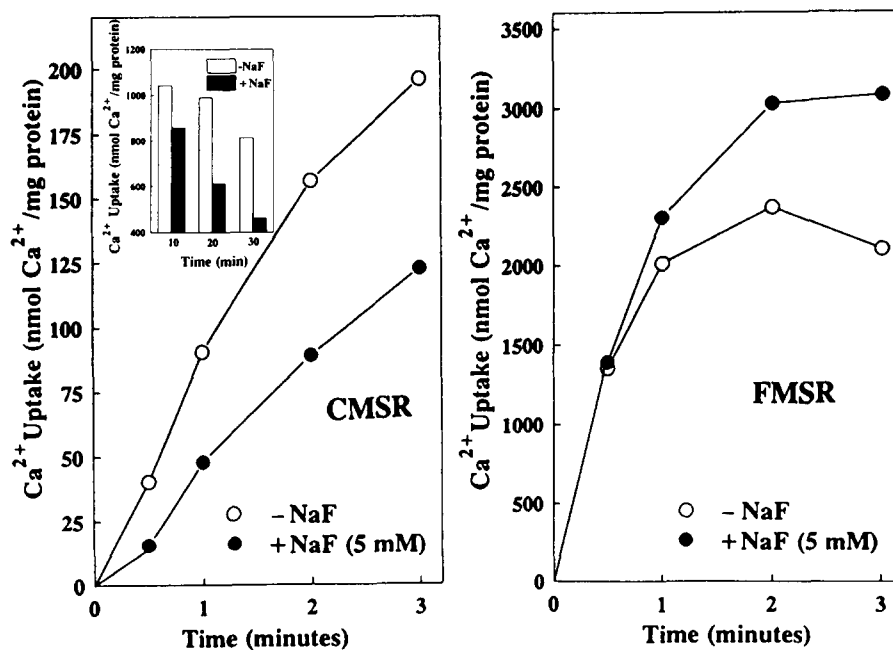 Ca2+ Uptake (nmol Ca2+/mg protein)
200
175
150
125
100
75
50
25
0
0 1 2 3
Time (minutes)
CMSR
– NaF
+ NaF (5 mM)
Ca2+ Uptake (nmol Ca2+/mg protein)
1200
1000
800
600
400
10 20 30
Time (min)
-NaF
+NaF
Ca2+ Uptake (nmol Ca2+/mg protein)
3500
3000
2500
2000
1500
1000
500
0
0 1 2 3
Time (minutes)
FMSR
– NaF
+NaF (5 mM)